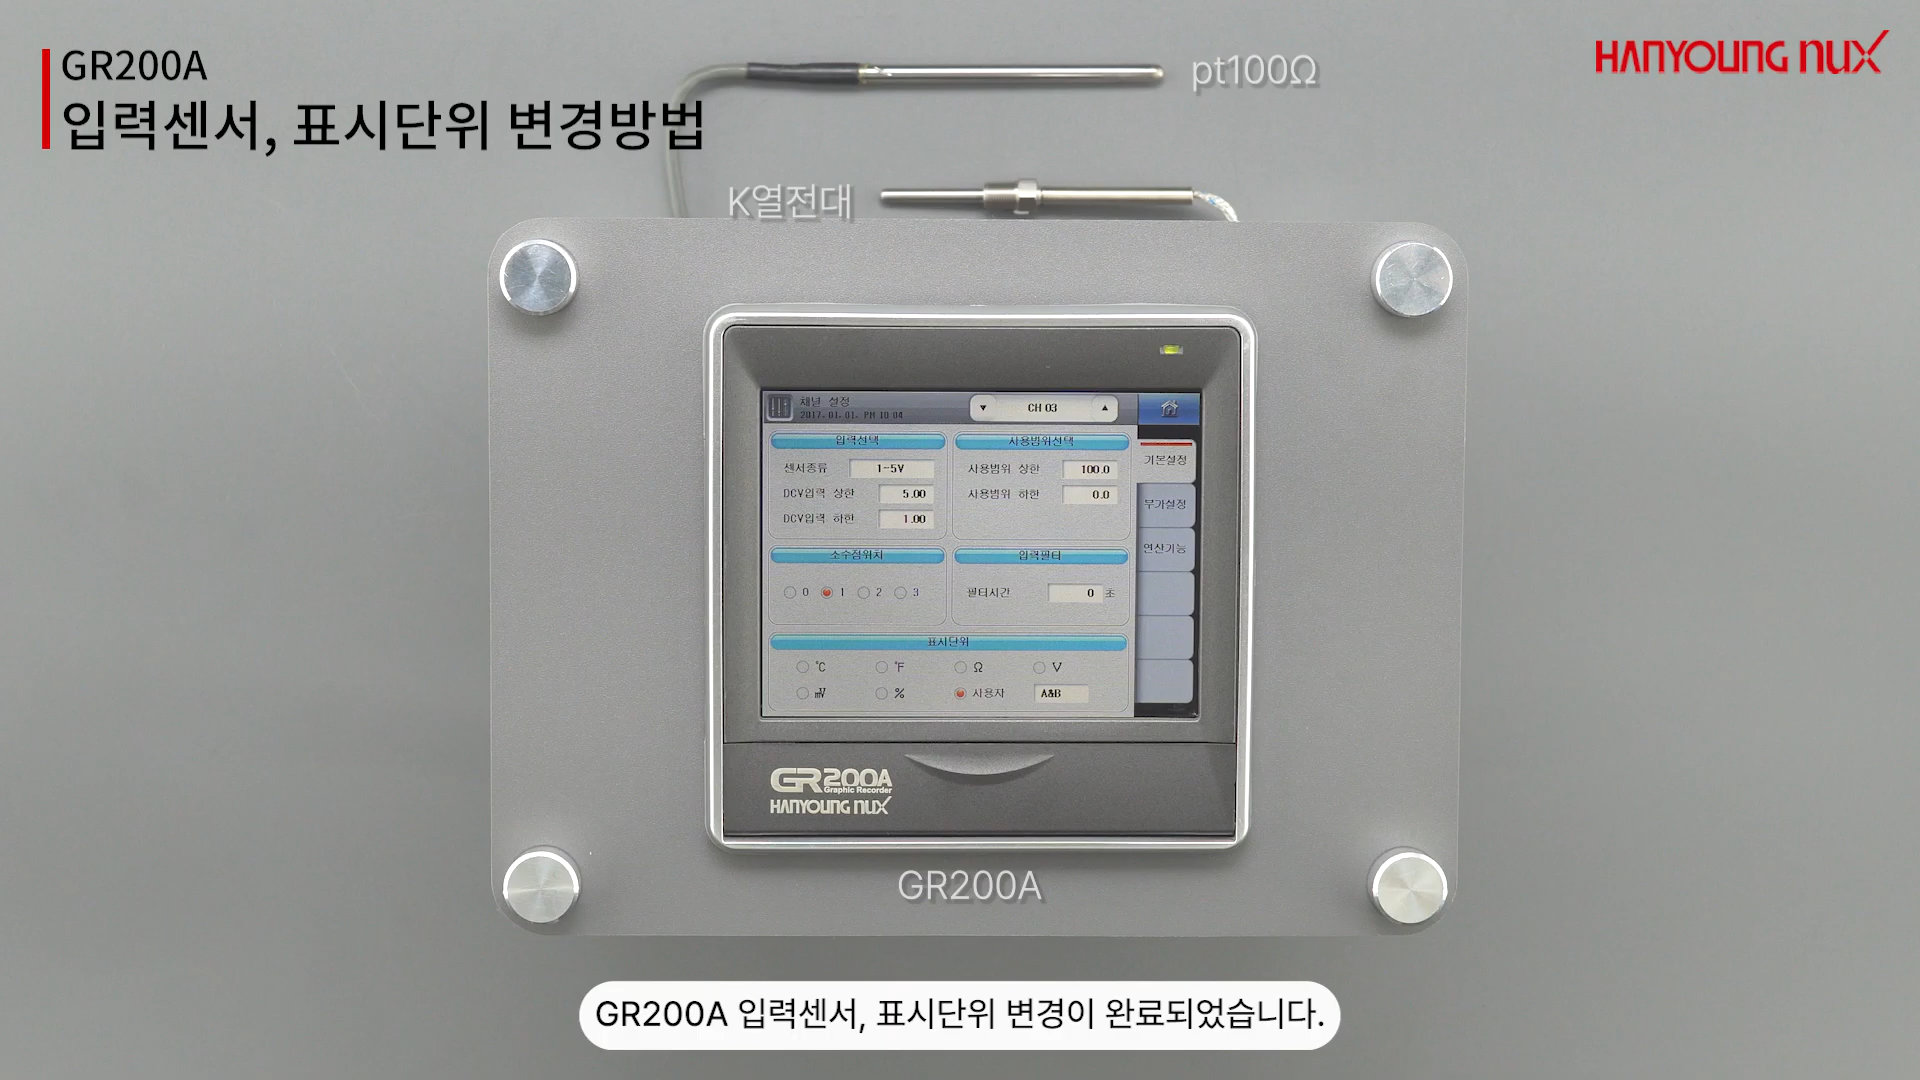 GR200A
입력센서, 표시단위 변경방법
HANYOUNG nux
pt100Ω
K열전대
채널 설정
2017.01.01. PM 10 04
▼ CH 03 ▲
입력선택
사용범위선택
기본설정
센서종류 1~5V
사용범위 상한 100.0
DCV입력 상한 5.00
사용범위 하한 0.0
부가설정
DCV입력 하한 1.00
연산기능
소수점위치
입력필터
0 1 2 3
필터시간 0 초
표시단위
℃ ℉ Ω V
mV % 사용자 A&B
GR200A
Graphic Recorder
HANYOUNG nux
GR200A
GR200A 입력센서, 표시단위 변경이 완료되었습니다.